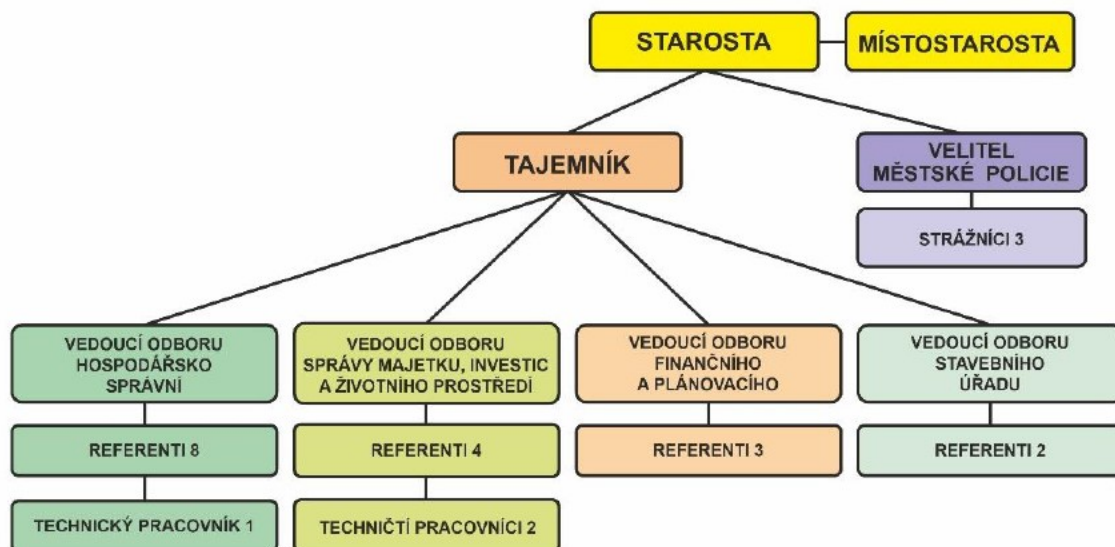 STAROSTA
MÍSTOSTAROSTA
TAJEMNÍK
VELITEL
MĚSTSKÉ POLICIE
STRÁŽNÍCI 3
VEDOUCÍ ODBORU
HOSPODÁŘSKO
SPRÁVNÍ
REFERENTI 8
TECHNICKÝ PRACOVNÍK 1
VEDOUCÍ ODBORU
SPRÁVY MAJETKU, INVESTIC
A ŽIVOTNÍHO PROSTŘEDÍ
REFERENTI 4
TECHNIČTÍ PRACOVNÍCI 2
VEDOUCÍ ODBORU
FINANČNÍHO
A PLÁNOVACÍHO
REFERENTI 3
VEDOUCÍ ODBORU
STAVEBNÍHO
ÚŘADU
REFERENTI 2